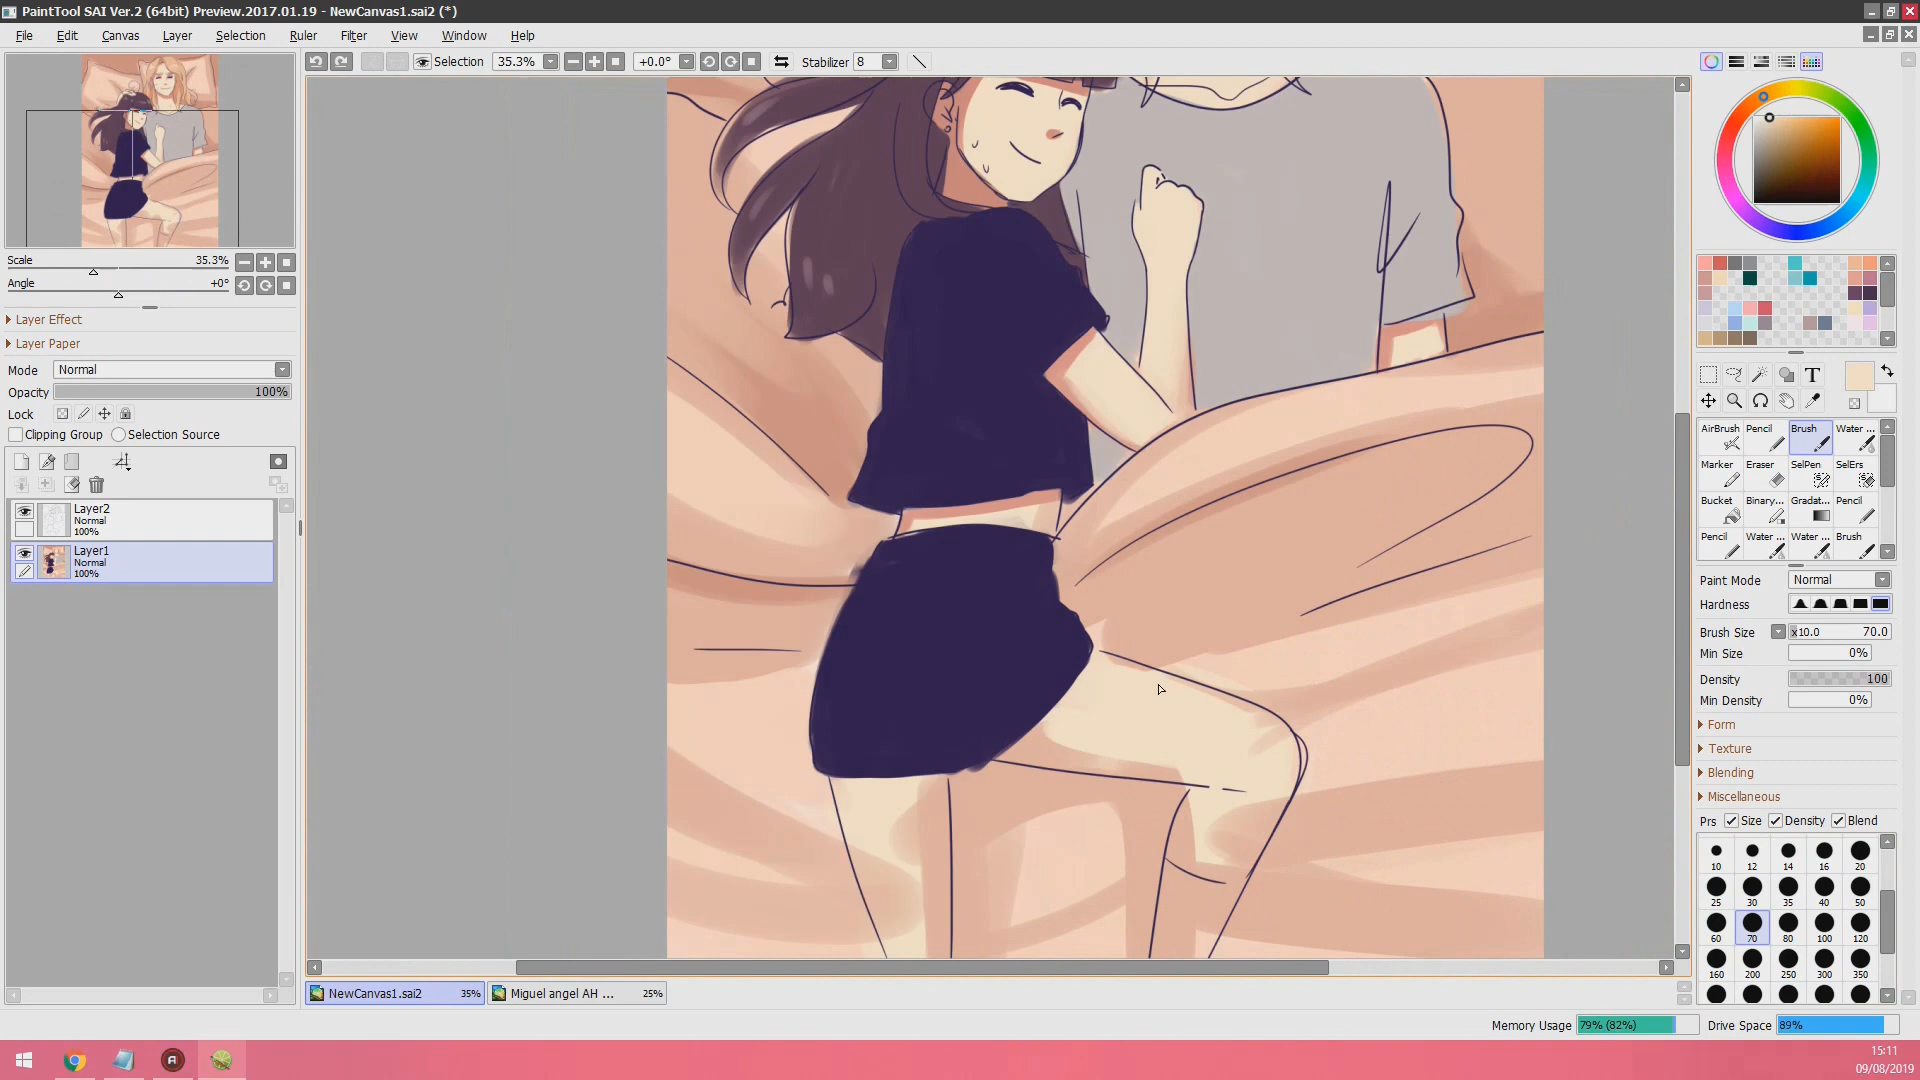 PaintTool SAI Ver.2 (64bit) Preview.2017.01.19 - NewCanvas1.sai2 (*)
File Edit Canvas Layer Selection Ruler Filter View Window Help
Selection 35.3% +0.0° Stabilizer 8
Scale 35.3%
Angle +0°
Layer Effect
Layer Paper
Mode Normal
Opacity 100%
Lock
Clipping Group Selection Source
Layer2
Normal
100%
Layer1
Normal
100%
T
AirBrush Pencil Brush Water ...
Marker Eraser SelPen SelErs
Bucket Binary... Gradat... Pencil
Pencil Water ... Water ... Brush
Paint Mode Normal
Hardness
Brush Size x10.0 70.0
Min Size 0%
Density 100
Min Density 0%
Form
Texture
Blending
Miscellaneous
Prs Size Density Blend
10 12 14 16 20
25 30 35 40 50
60 70 80 100 120
160 200 250 300 350
NewCanvas1.sai2 35% Miguel angel AH ... 25%
Memory Usage 79% (82%) Drive Space 89%
15:11
09/08/2019